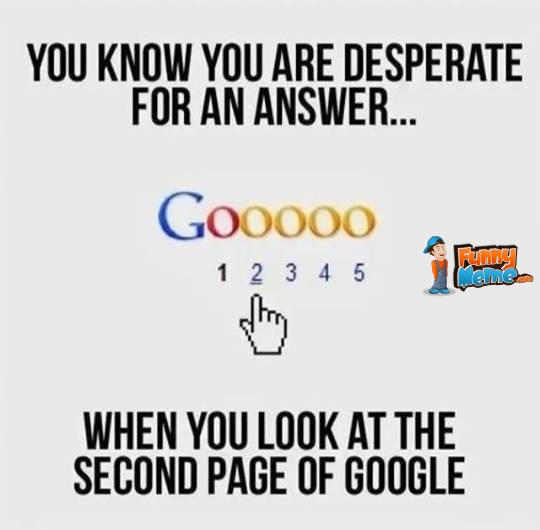 YOU KNOW YOU ARE DESPERATE
FOR AN ANSWER...
Gooooo
1 2 3 4 5
Funny
Meme.com
WHEN YOU LOOK AT THE
SECOND PAGE OF GOOGLE